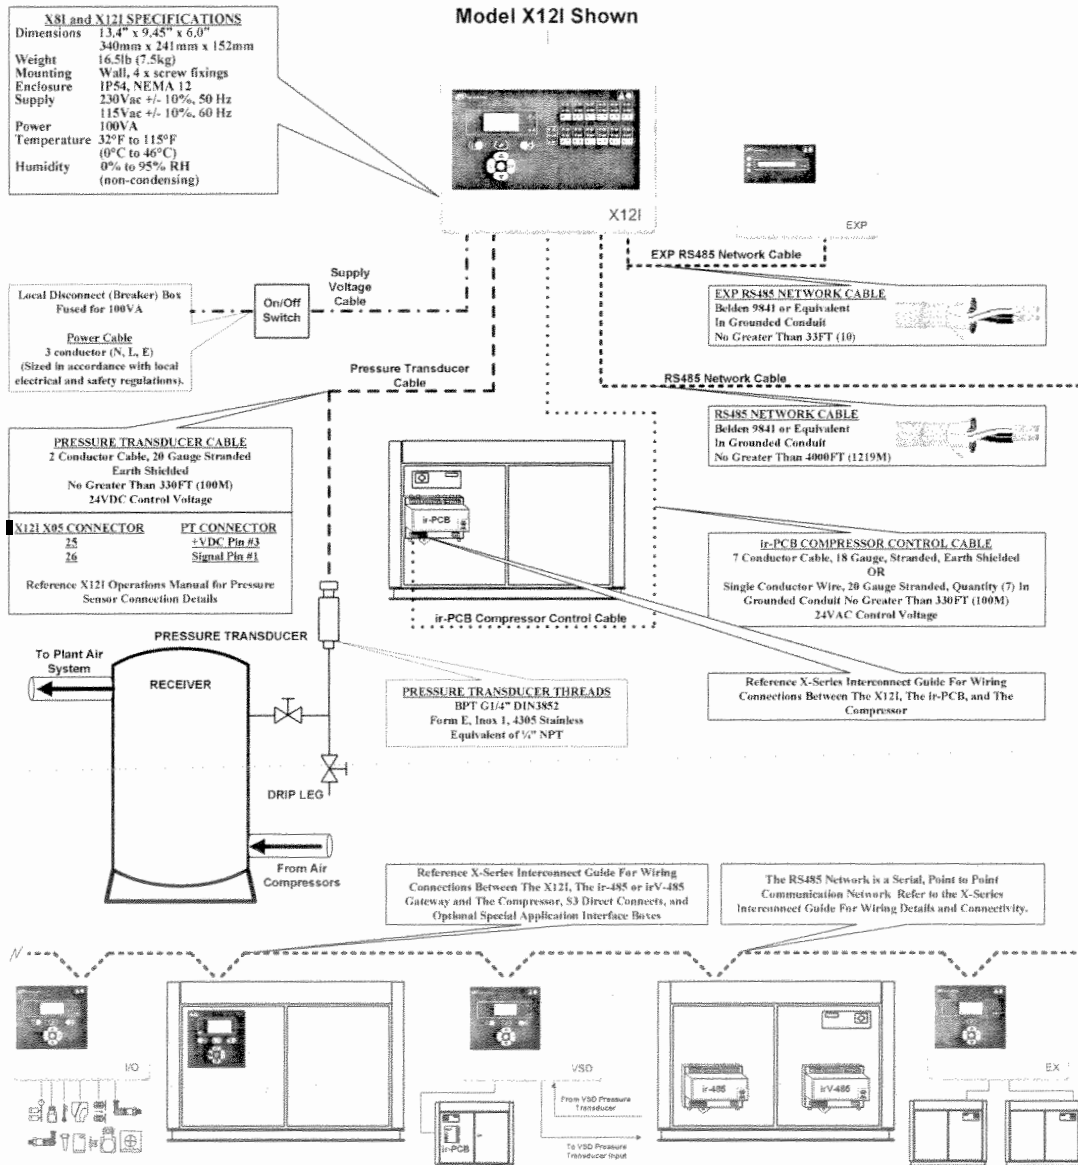 Model X12I Shown
X8I and X12I SPECIFICATIONS
Dimensions 13.4" x 9.45" x 6.0"
340mm x 241mm x 152mm
Weight 16.5lb (7.5kg)
Mounting Wall, 4 x screw fixings
Enclosure IP54, NEMA 12
Supply 230Vac +/- 10%, 50 Hz
115Vac +/- 10%, 60 Hz
Power 100VA
Temperature 32°F to 115°F
(0°C to 46°C)
Humidity 0% to 95% RH
(non-condensing)
X12I
EXP
EXP RS485 Network Cable
Supply
Voltage
Cable
On/Off
Switch
Local Disconnect (Breaker) Box
Fused for 100VA
Power Cable
3 conductor (N, L, E)
(Sized in accordance with local
electrical and safety regulations).
EXP RS485 NETWORK CABLE
Belden 9841 or Equivalent
In Grounded Conduit
No Greater Than 33FT (10)
Pressure Transducer
Cable
RS485 Network Cable
RS485 NETWORK CABLE
Belden 9841 or Equivalent
In Grounded Conduit
No Greater Than 4000FT (1219M)
PRESSURE TRANSDUCER CABLE
2 Conductor Cable, 20 Gauge Stranded
Earth Shielded
No Greater Than 330FT (100M)
24VDC Control Voltage
X12I X05 CONNECTOR PT CONNECTOR
25 +VDC Pin #3
26 Signal Pin #1
Reference X12I Operations Manual for Pressure
Sensor Connection Details
ir-PCB
ir-PCB COMPRESSOR CONTROL CABLE
7 Conductor Cable, 18 Gauge, Stranded, Earth Shielded
OR
Single Conductor Wire, 20 Gauge Stranded, Quantity (7) In
Grounded Conduit No Greater Than 330FT (100M)
24VAC Control Voltage
ir-PCB Compressor Control Cable
PRESSURE TRANSDUCER
To Plant Air
System
RECEIVER
PRESSURE TRANSDUCER THREADS
BPT G1/4" DIN3852
Form E, Inox 1, 4305 Stainless
Equivalent of ¼" NPT
Reference X-Series Interconnect Guide For Wiring
Connections Between The X12I, The ir-PCB, and The
Compressor
DRIP LEG
From Air
Compressors
Reference X-Series Interconnect Guide For Wiring
Connections Between The X12I, The ir-485 or irV-485
Gateway and The Compressor, S3 Direct Connects, and
Optional Special Application Interface Boxes
The RS485 Network is a Serial, Point to Point
Communication Network Refer to the X-Series
Interconnect Guide For Wiring Details and Connectivity.
I/O
VSD
EX
ir-485
irV-485
ir-PCB
From VSD Pressure
Transducer
To VSD Pressure
Transducer Input